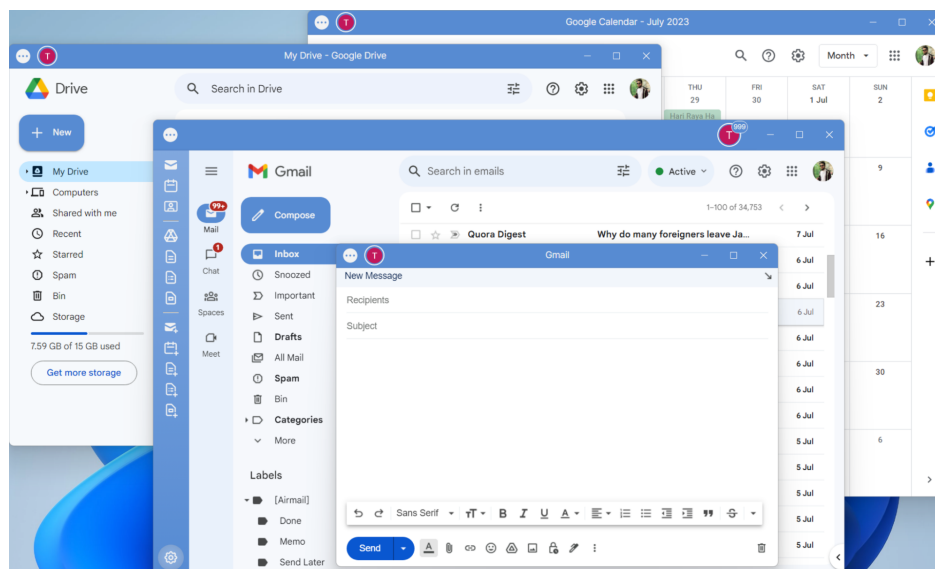 Google Calendar - July 2023
T
Month
THU
29
FRI
30
SAT
1 Jul
SUN
2
Hari Raya Ha
9
16
23
30
6
My Drive - Google Drive
T
Drive
Search in Drive
New
My Drive
Computers
Shared with me
Recent
Starred
Spam
Bin
Storage
7.59 GB of 15 GB used
Get more storage
T
999
Gmail
Search in emails
Active
99+
Mail
1
Chat
Spaces
Meet
Compose
Inbox
Snoozed
Important
Sent
Drafts
All Mail
Spam
Bin
Categories
More
Labels
[Airmail]
Done
Memo
Send Later
1–100 of 34,753
Quora Digest Why do many foreigners leave Ja... 7 Jul
6 Jul
6 Jul
6 Jul
6 Jul
6 Jul
6 Jul
6 Jul
5 Jul
5 Jul
5 Jul
5 Jul
5 Jul
T
Gmail
New Message
Recipients
Subject
Sans Serif
B I U A
Send
A